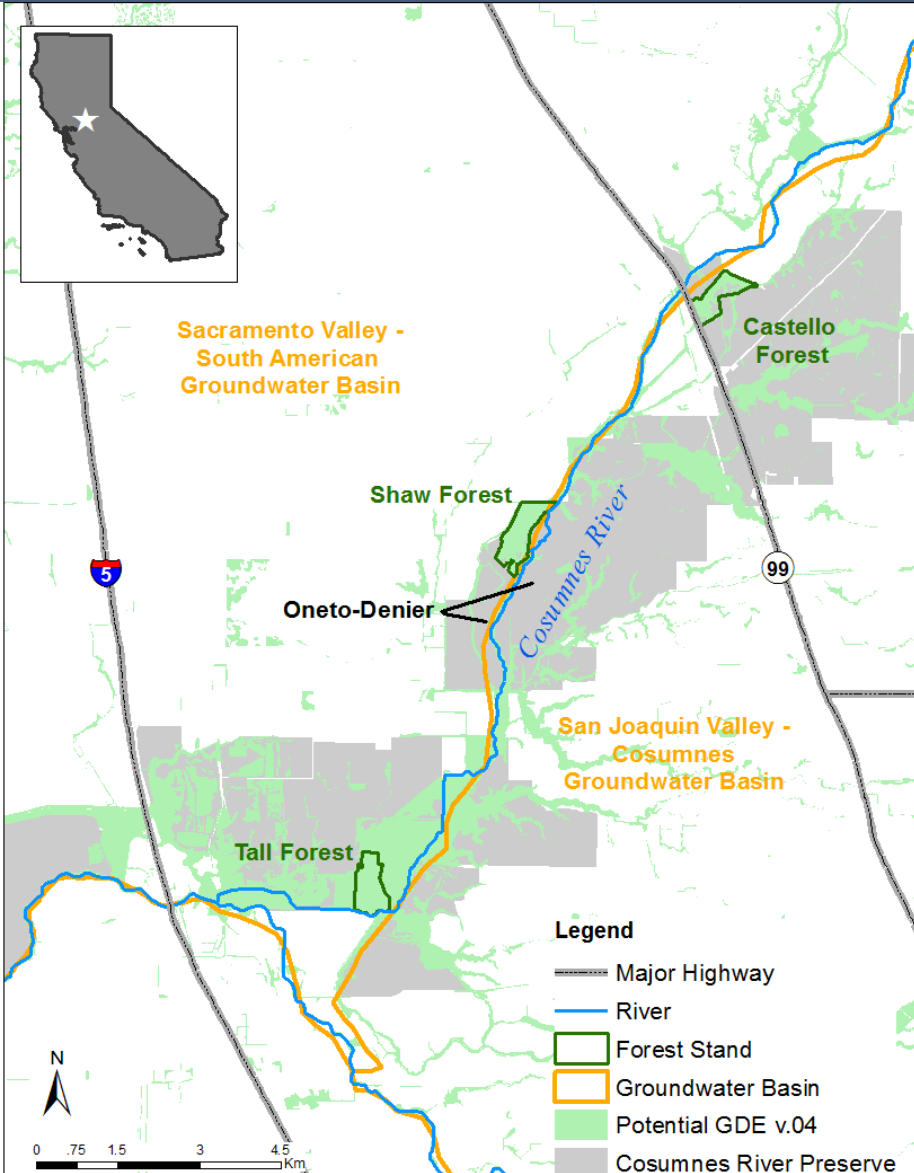 Sacramento Valley -
South American
Groundwater Basin
Castello
Forest
Shaw Forest
Cosumnes River
5
99
Oneto-Denier
San Joaquin Valley -
Cosumnes
Groundwater Basin
Tall Forest
Legend
Major Highway
River
Forest Stand
Groundwater Basin
Potential GDE v.04
Cosumnes River Preserve
N
0 .75 1.5 3 4.5
Km